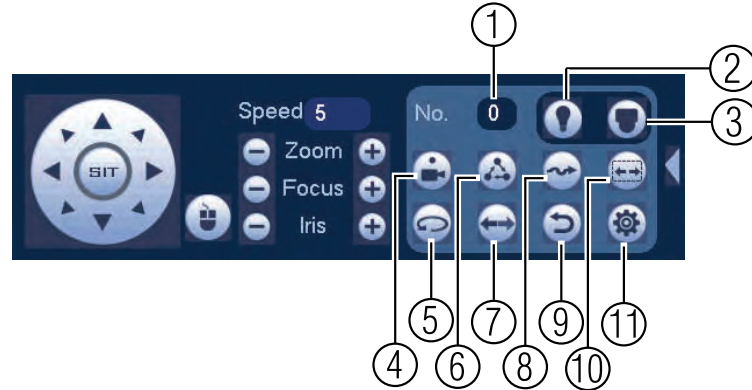 ①
②
Speed 5 No. 0
③
Zoom
SIT
Focus
Iris
⑤ ⑦ ⑨ ⑪
④ ⑥ ⑧ ⑩